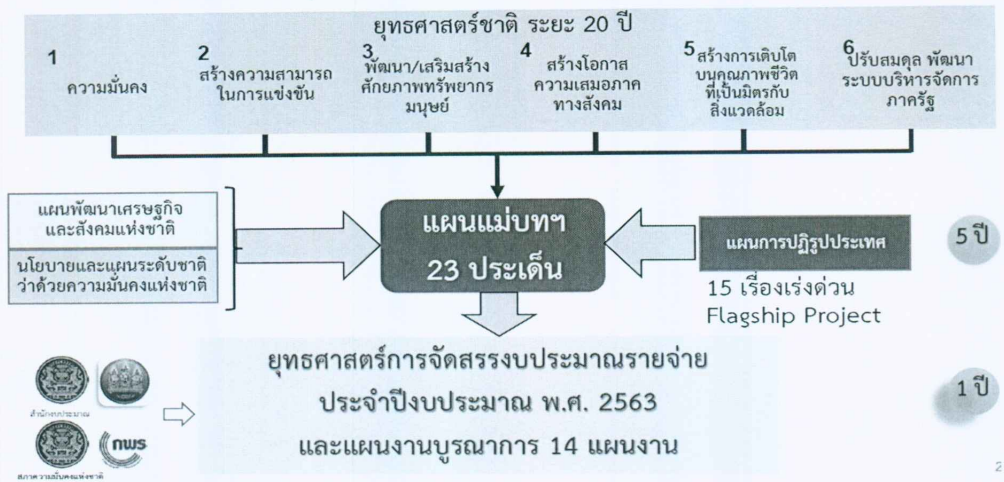 ยุทธศาสตร์ชาติ ระยะ 20 ปี
1
ความมั่นคง
2
สร้างความสามารถ
ในการแข่งขัน
3
พัฒนา/เสริมสร้าง
ศักยภาพทรัพยากร
มนุษย์
4
สร้างโอกาส
ความเสมอภาค
ทางสังคม
5
สร้างการเติบโต
บนคุณภาพชีวิต
ที่เป็นมิตรกับ
สิ่งแวดล้อม
6
ปรับสมดุล พัฒนา
ระบบบริหารจัดการ
ภาครัฐ
แผนพัฒนาเศรษฐกิจ
และสังคมแห่งชาติ
นโยบายและแผนระดับชาติ
ว่าด้วยความมั่นคงแห่งชาติ
แผนแม่บทฯ
23 ประเด็น
แผนการปฏิรูปประเทศ
15 เรื่องเร่งด่วน
Flagship Project
5 ปี
ยุทธศาสตร์การจัดสรรงบประมาณรายจ่าย
ประจำปีงบประมาณ พ.ศ. 2563
และแผนงานบูรณาการ 14 แผนงาน
1 ปี
สำนักงบประมาณ
กพร
สภาความมั่นคงแห่งชาติ
2